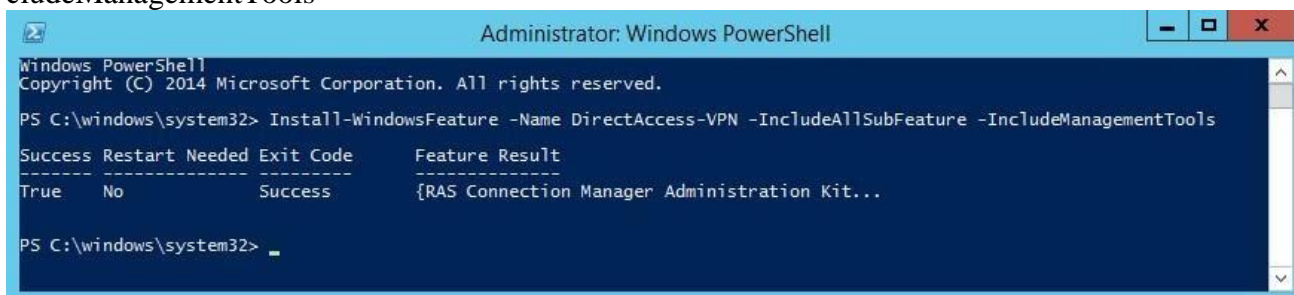 cludeManagementTools
Administrator: Windows PowerShell
Windows PowerShell
Copyright (C) 2014 Microsoft Corporation. All rights reserved.
PS C:\windows\system32> Install-WindowsFeature -Name DirectAccess-VPN -IncludeAllSubFeature -IncludeManagementTools
Success Restart Needed Exit Code Feature Result
------- -------------- --------- --------------
True No Success {RAS Connection Manager Administration Kit...
PS C:\windows\system32> _